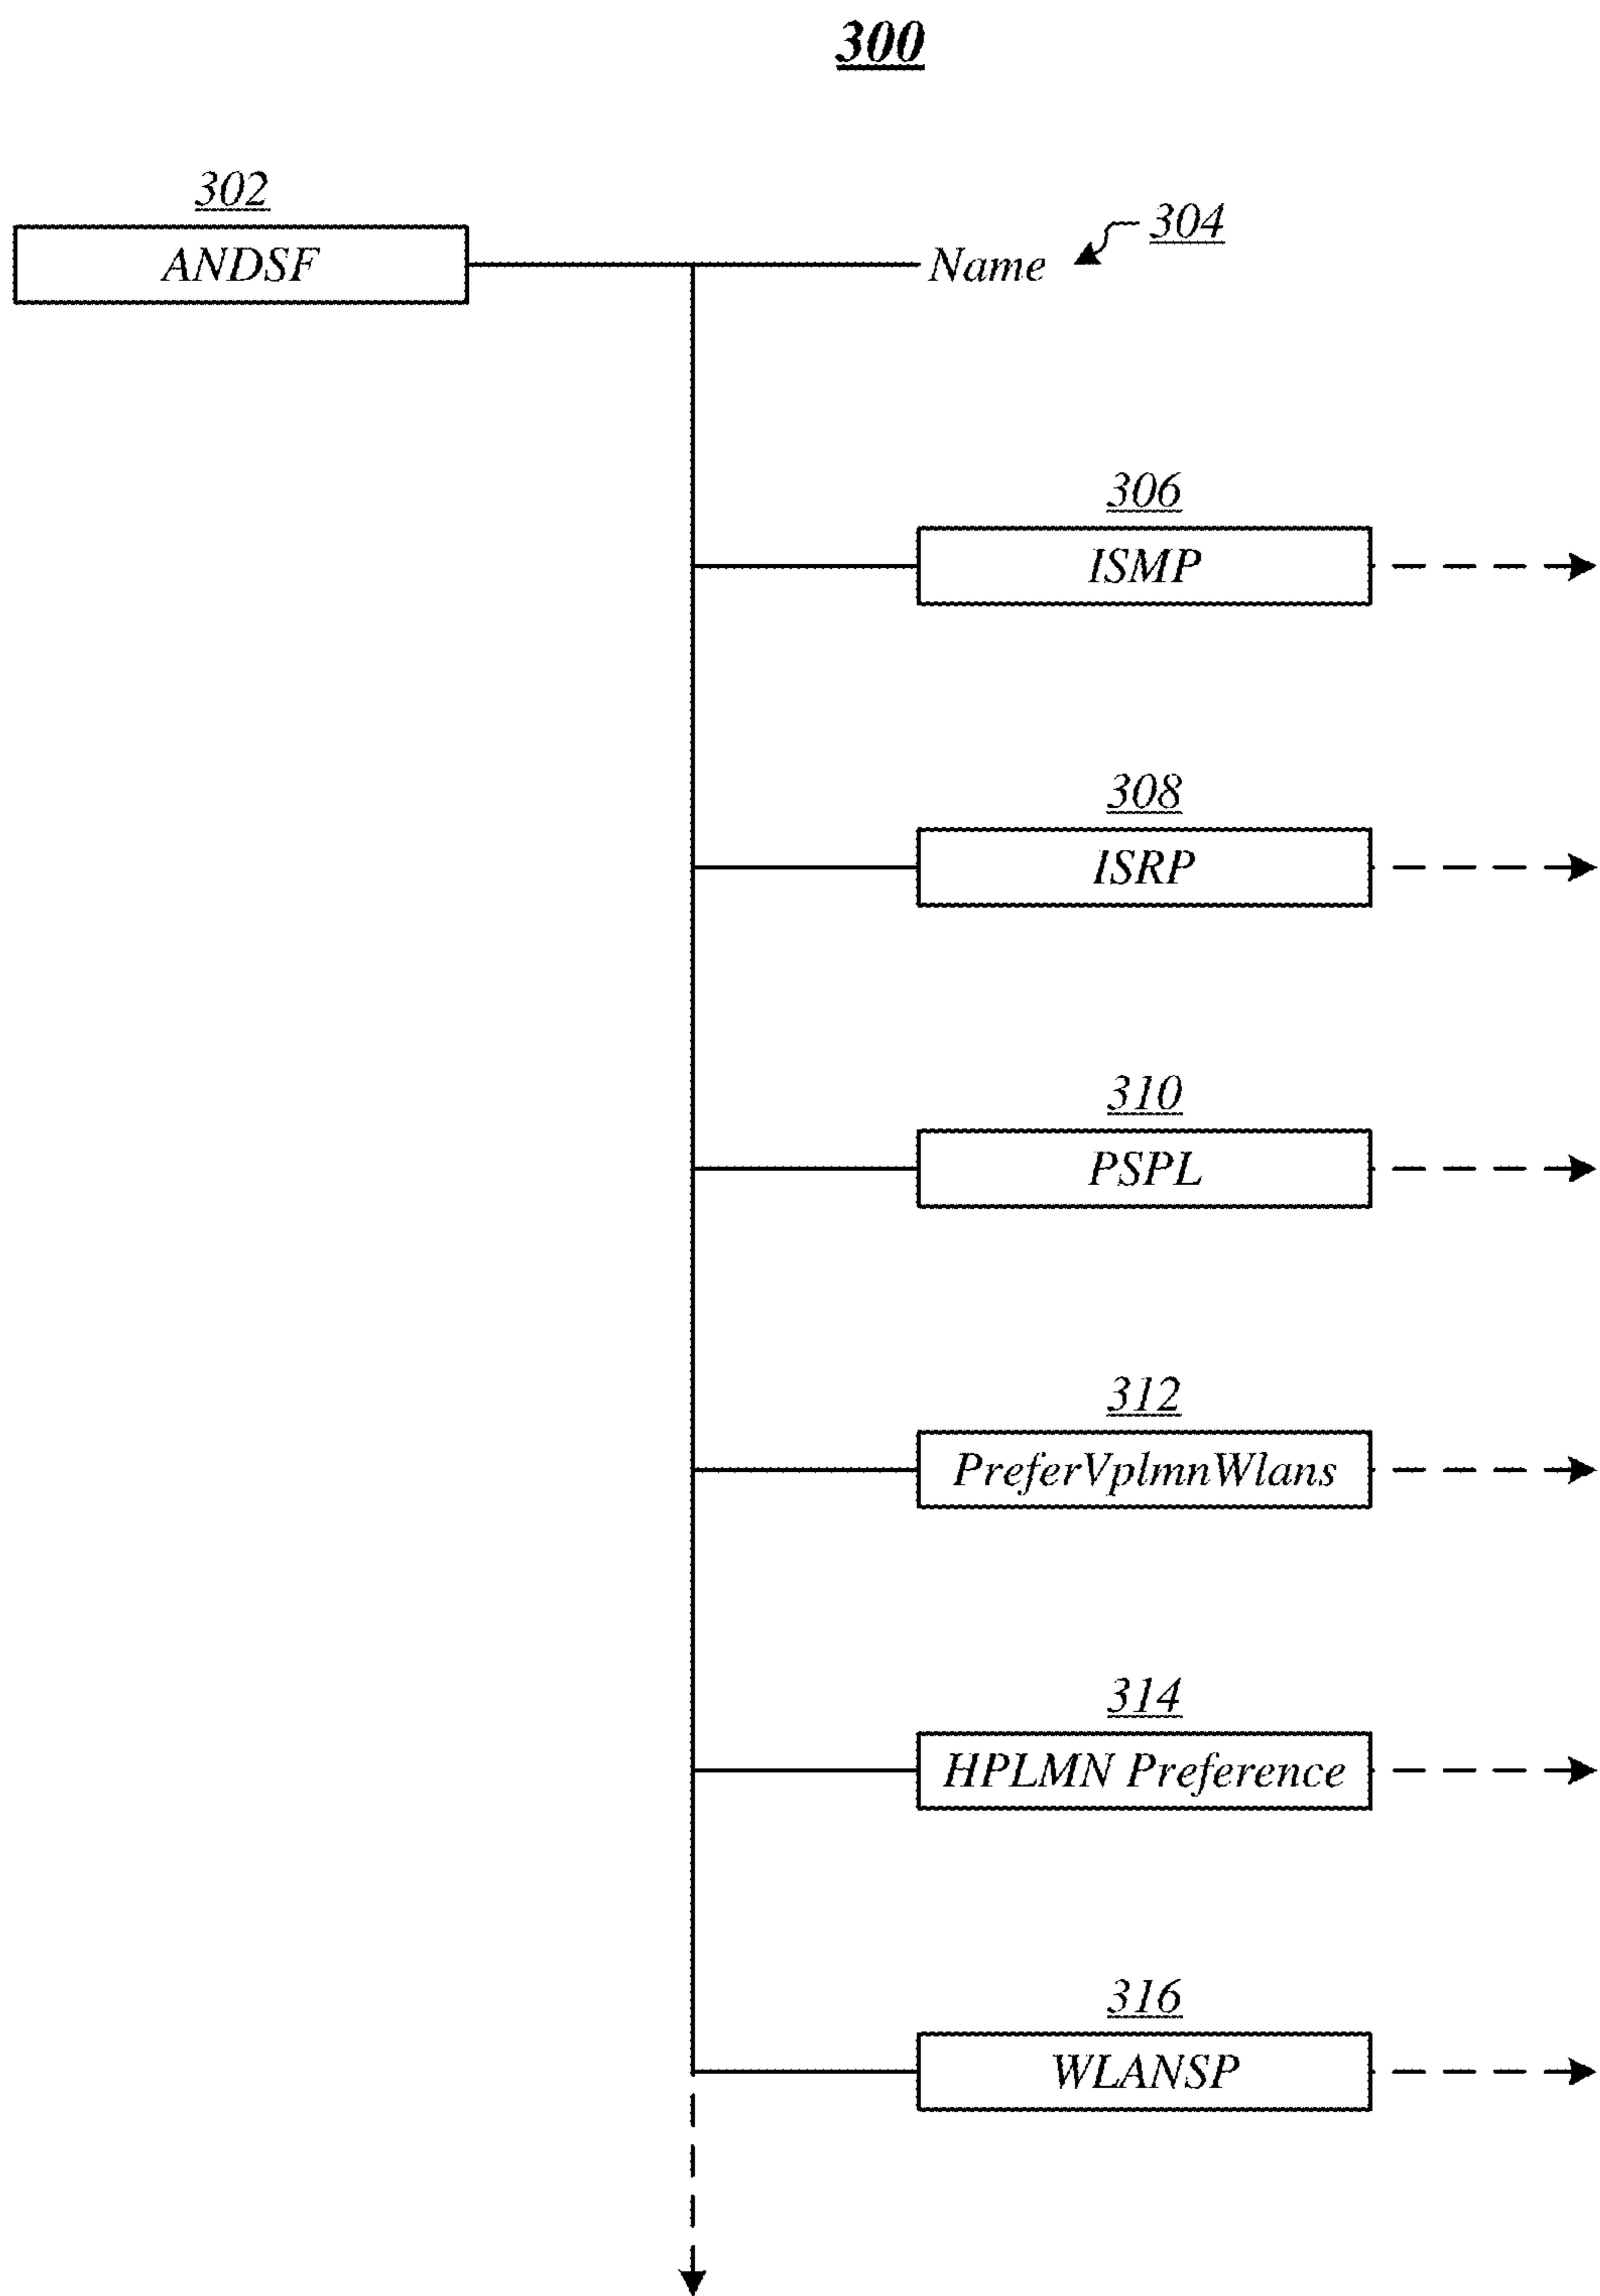 300
302
ANDSF
Name
304
306
ISMP
308
ISRP
310
PSPL
312
PreferVplmnWlans
314
HPLMN Preference
316
WLANSP